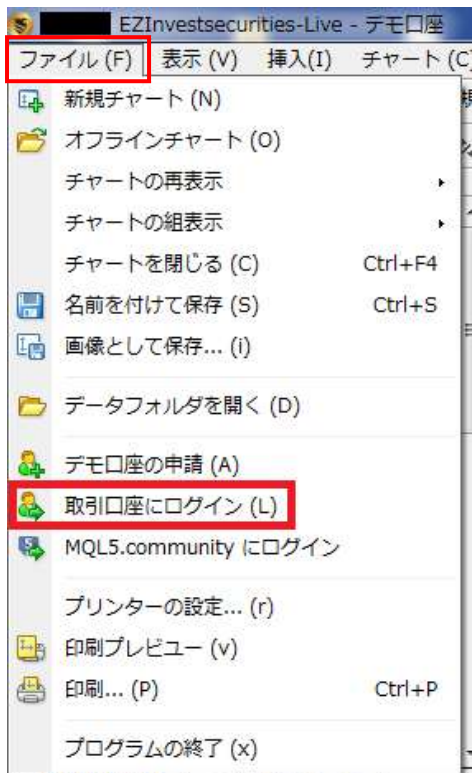 EZInvestsecurities-Live - デモ口座
ファイル (F) 表示 (V) 挿入(I) チャート (C)
新規チャート (N)
オフラインチャート (O)
チャートの再表示
チャートの組表示
チャートを閉じる (C) Ctrl+F4
名前を付けて保存 (S) Ctrl+S
画像として保存... (i)
データフォルダを開く (D)
デモ口座の申請 (A)
取引口座にログイン (L)
MQL5.community にログイン
プリンターの設定... (r)
印刷プレビュー (v)
印刷... (P) Ctrl+P
プログラムの終了 (x)